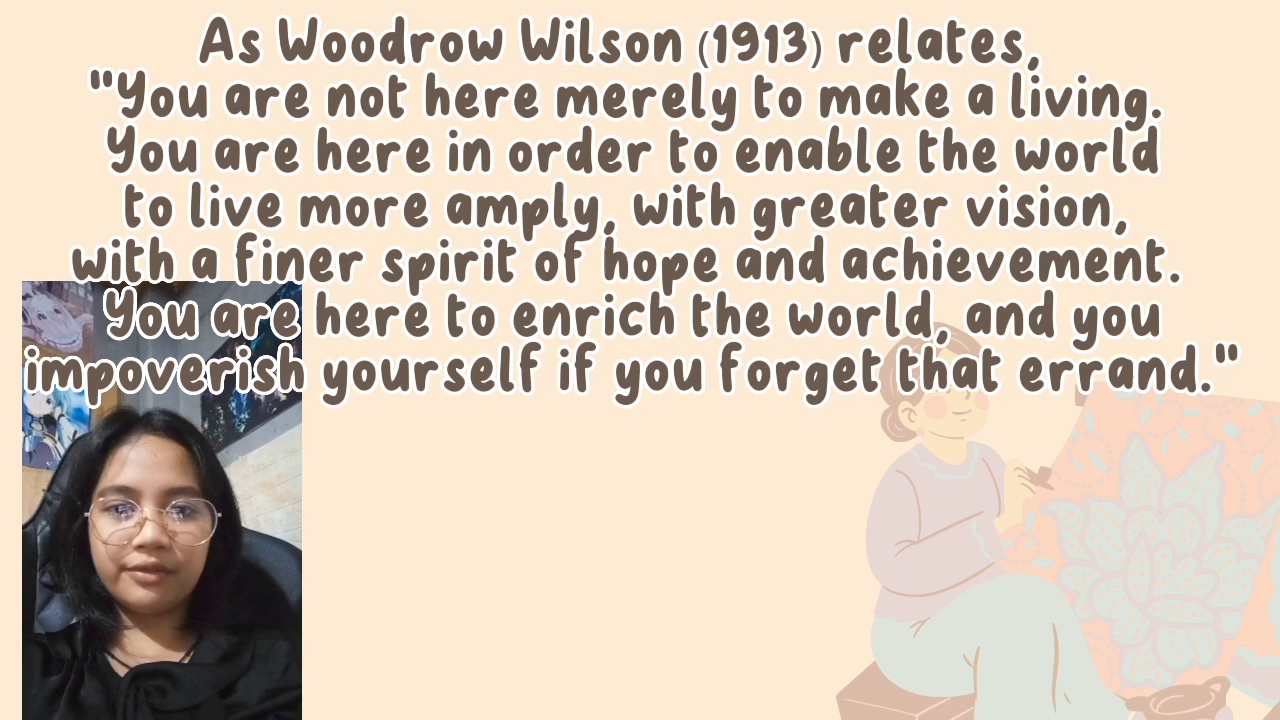 As Woodrow Wilson (1913) relates,
"You are not here merely to make a living.
You are here in order to enable the world
to live more amply, with greater vision,
with a finer spirit of hope and achievement.
You are here to enrich the world, and you
impoverish yourself if you forget that errand."